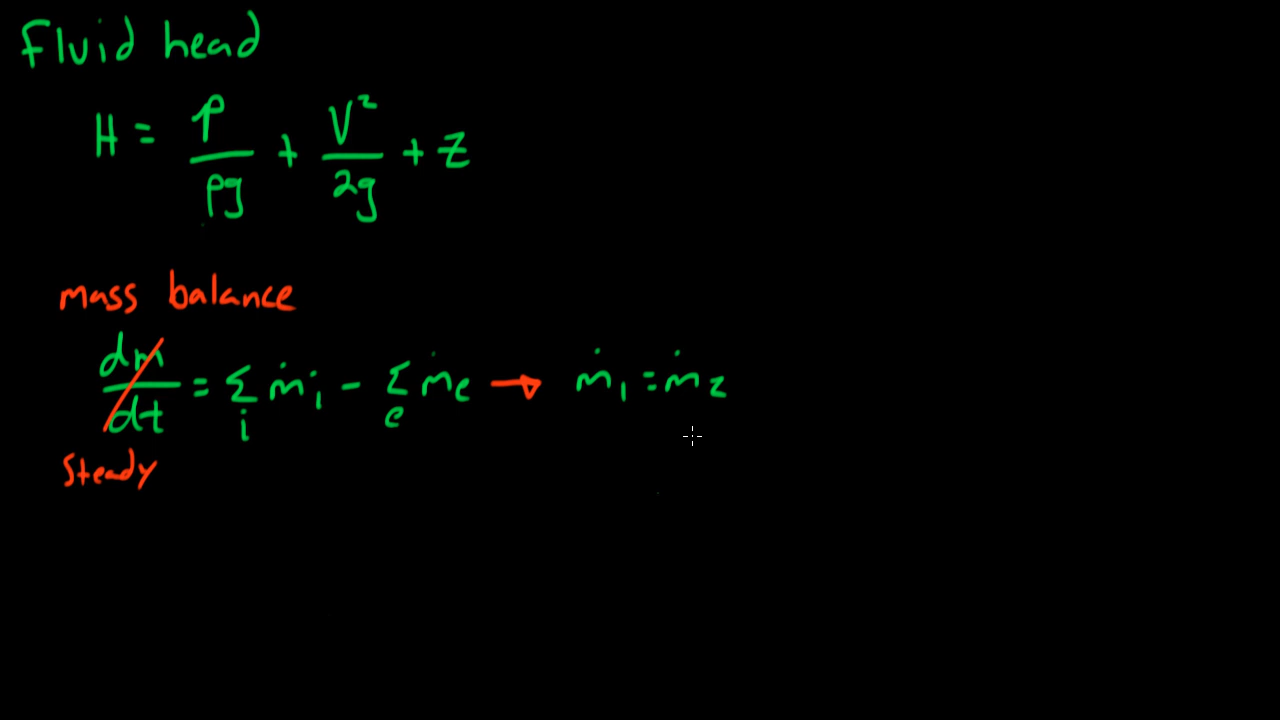 Fluid head
H = P/ρg + V²/2g + z
mass balance
dm/dt = Σᵢ ṁᵢ - Σₑ ṁₑ → ṁ₁ = ṁ₂
steady